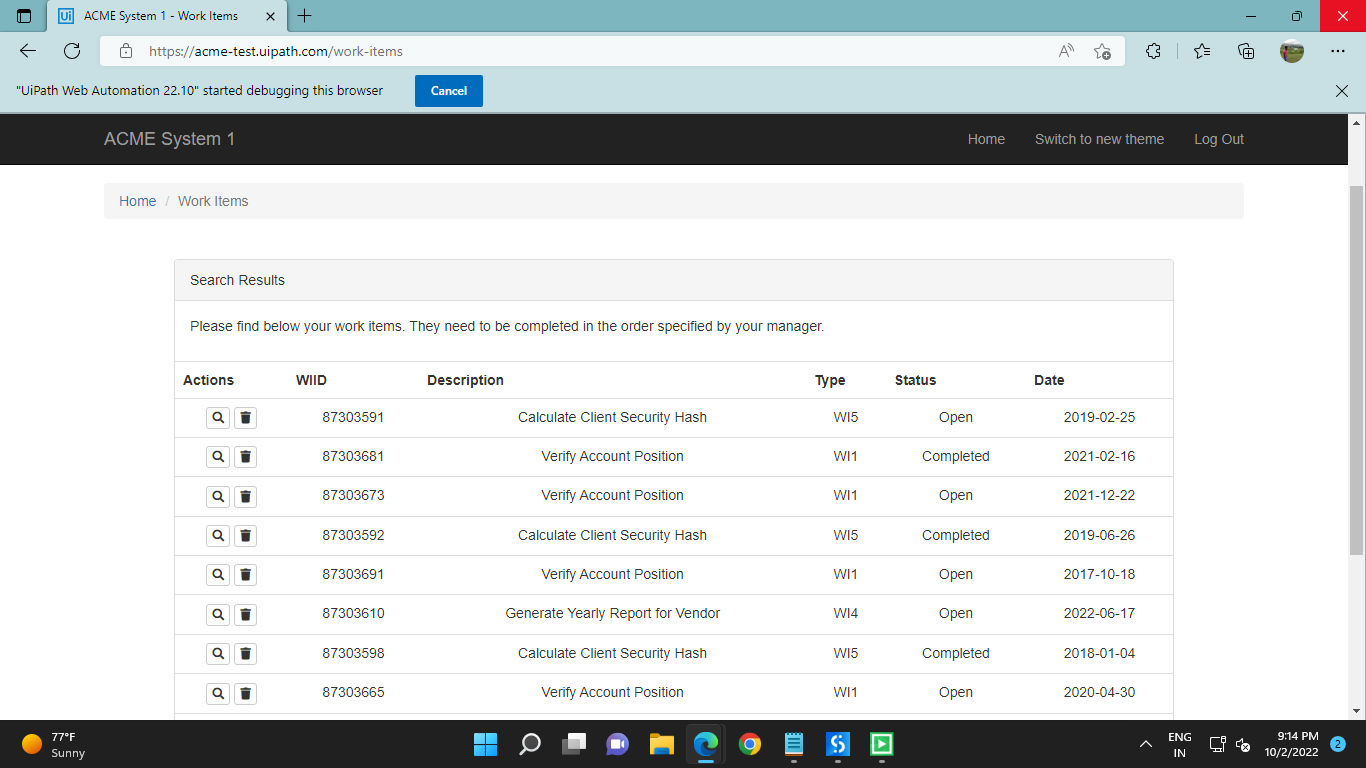 ACME System 1 - Work Items
https://acme-test.uipath.com/work-items
"UiPath Web Automation 22.10" started debugging this browser Cancel
ACME System 1 Home Switch to new theme Log Out
Home / Work Items
Search Results
Please find below your work items. They need to be completed in the order specified by your manager.
Actions WIID Description Type Status Date
87303591 Calculate Client Security Hash WI5 Open 2019-02-25
87303681 Verify Account Position WI1 Completed 2021-02-16
87303673 Verify Account Position WI1 Open 2021-12-22
87303592 Calculate Client Security Hash WI5 Completed 2019-06-26
87303691 Verify Account Position WI1 Open 2017-10-18
87303610 Generate Yearly Report for Vendor WI4 Open 2022-06-17
87303598 Calculate Client Security Hash WI5 Completed 2018-01-04
87303665 Verify Account Position WI1 Open 2020-04-30
77°F
Sunny
ENG
IN
9:14 PM
10/2/2022
2